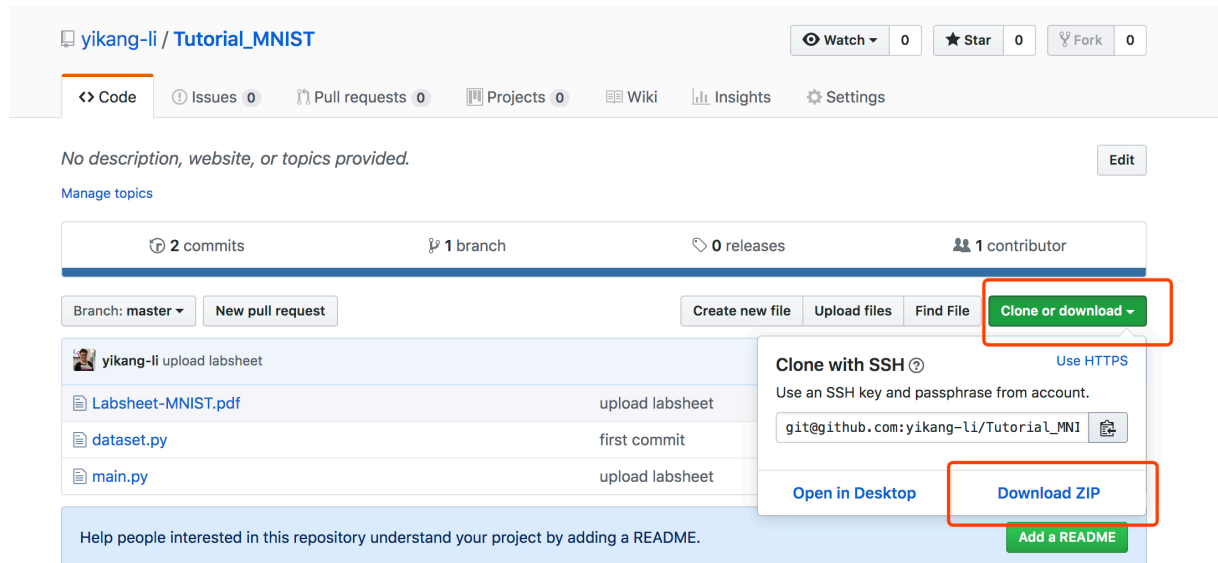 yikang-li / Tutorial_MNIST
Watch 0 Star 0 Fork 0
Code Issues 0 Pull requests 0 Projects 0 Wiki Insights Settings
No description, website, or topics provided. Edit
Manage topics
2 commits 1 branch 0 releases 1 contributor
Branch: master New pull request Create new file Upload files Find File Clone or download
yikang-li upload labsheet
Labsheet-MNIST.pdf upload labsheet
dataset.py first commit
main.py upload labsheet
Clone with SSH Use HTTPS
Use an SSH key and passphrase from account.
git@github.com:yikang-li/Tutorial_MNI
Open in Desktop Download ZIP
Help people interested in this repository understand your project by adding a README. Add a README